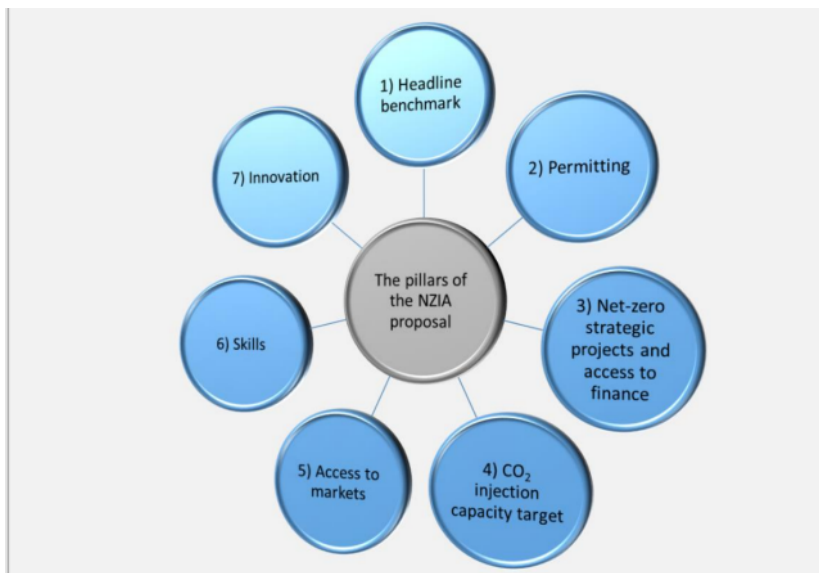 1) Headline
benchmark
2) Permitting
3) Net-zero
strategic
projects and
access to
finance
4) CO₂
injection
capacity target
5) Access to
markets
6) Skills
7) Innovation
The pillars of
the NZIA
proposal